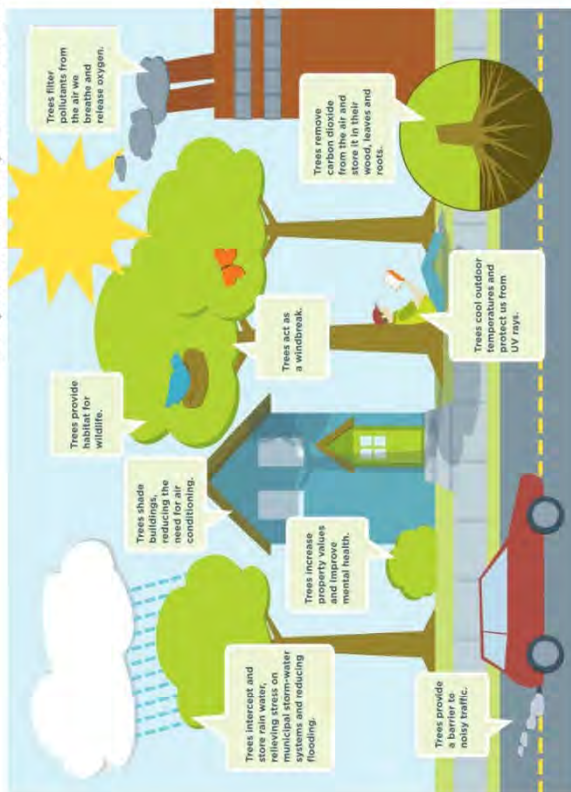 Trees intercept and
store rain water,
relieving stress on
municipal storm-water
systems and reducing
flooding.
Trees shade
buildings,
reducing the
need for air
conditioning.
Trees provide
habitat for
wildlife.
Trees filter
pollutants from
the air we
breathe and
release oxygen.
Trees act as
a windbreak.
Trees increase
property values
and improve
mental health.
Trees remove
carbon dioxide
from the air and
store it in their
wood, leaves and
roots.
Trees provide
a barrier to
noisy traffic.
Trees cool outdoor
temperatures and
protect us from
UV rays.